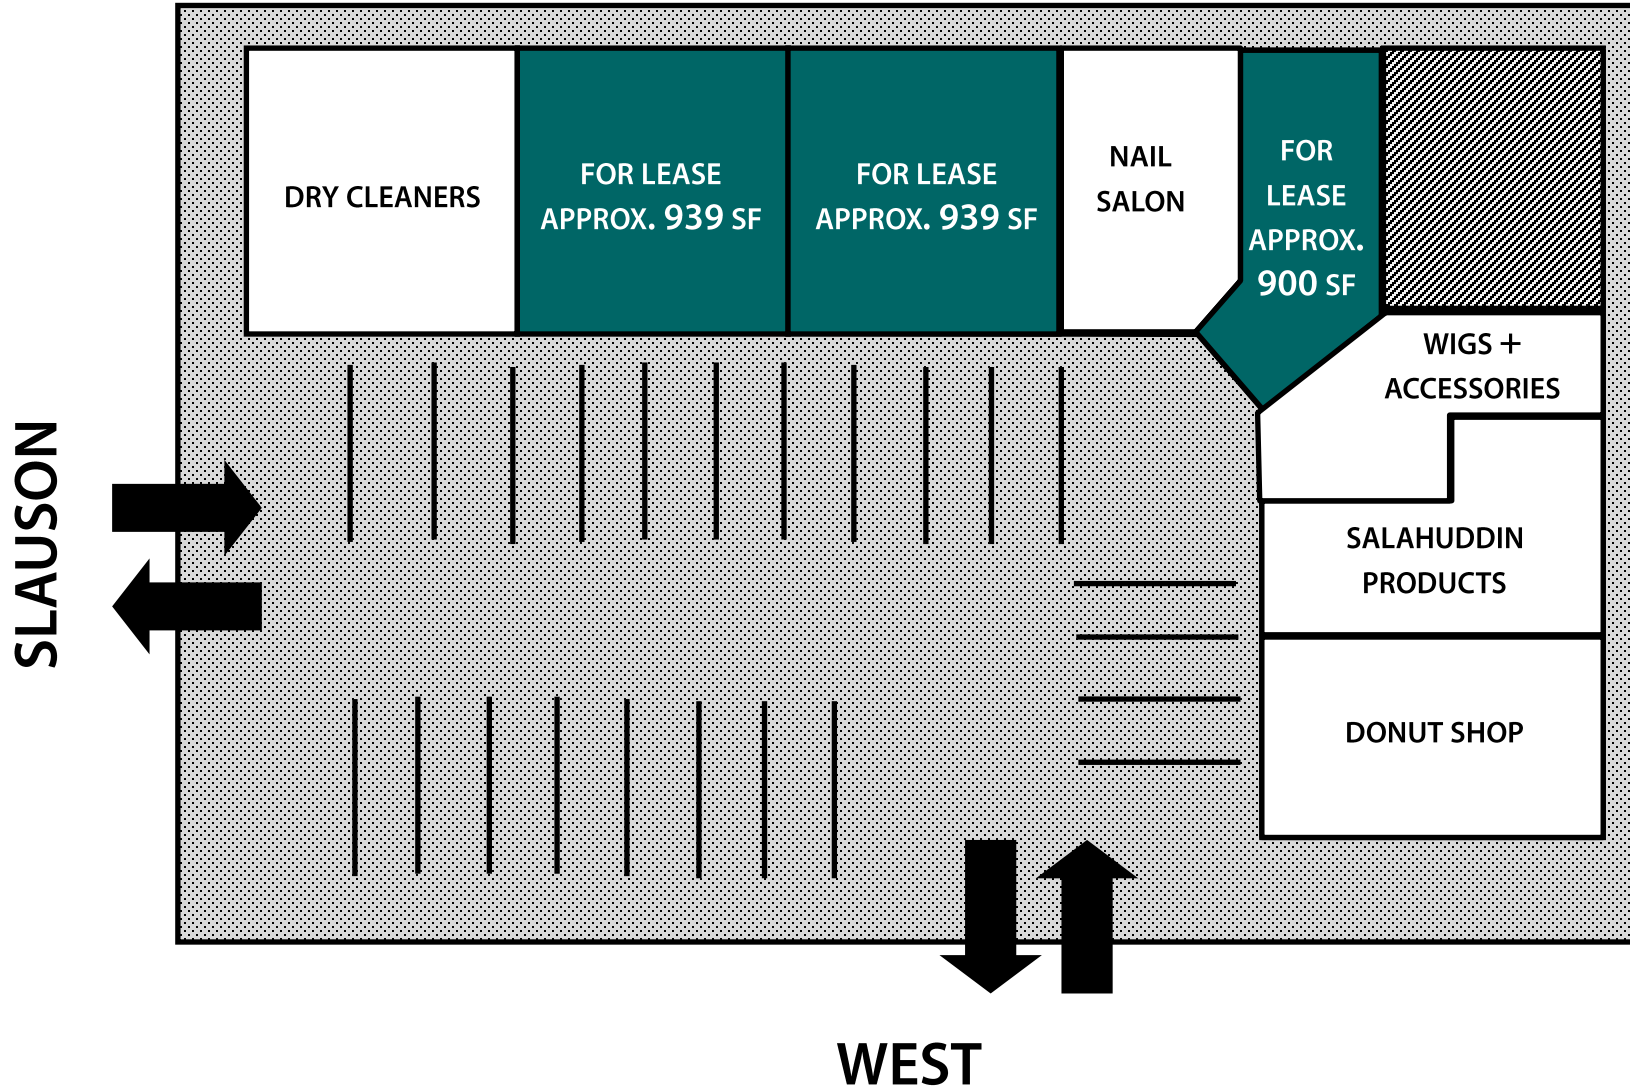 DRY CLEANERS
FOR LEASE
APPROX. 939 SF
FOR LEASE
APPROX. 939 SF
NAIL
SALON
FOR
LEASE
APPROX.
900 SF
WIGS +
ACCESSORIES
SALAHUDDIN
PRODUCTS
DONUT SHOP
SLAUSON
WEST